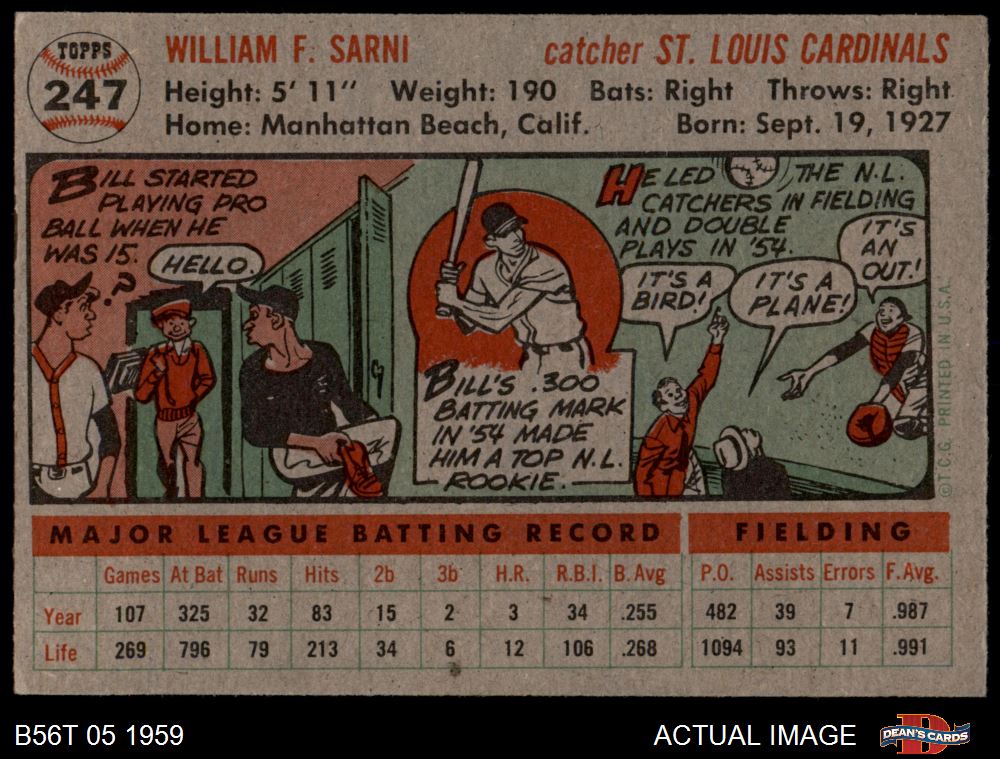 TOPPS
247
WILLIAM F. SARNI
catcher ST. LOUIS CARDINALS
Height: 5' 11" Weight: 190 Bats: Right Throws: Right
Home: Manhattan Beach, Calif. Born: Sept. 19, 1927
BILL STARTED
PLAYING PRO
BALL WHEN HE
WAS 15.
HELLO.
?
BILL'S .300
BATTING MARK
IN '54 MADE
HIM A TOP N.L.
ROOKIE.
HE LED THE N.L.
CATCHERS IN FIELDING
AND DOUBLE
PLAYS IN '54.
IT'S A
BIRD!
IT'S A
PLANE!
IT'S
AN
OUT!
© T.C.G. PRINTED IN U.S.A.
MAJOR LEAGUE BATTING RECORD FIELDING
Games At Bat Runs Hits 2b 3b H.R. R.B.I. B. Avg P.O. Assists Errors F. Avg.
Year 107 325 32 83 15 2 3 34 .255 482 39 7 .987
Life 269 796 79 213 34 6 12 106 .268 1094 93 11 .991
B56T 05 1959
ACTUAL IMAGE
D
DEAN'S CARDS